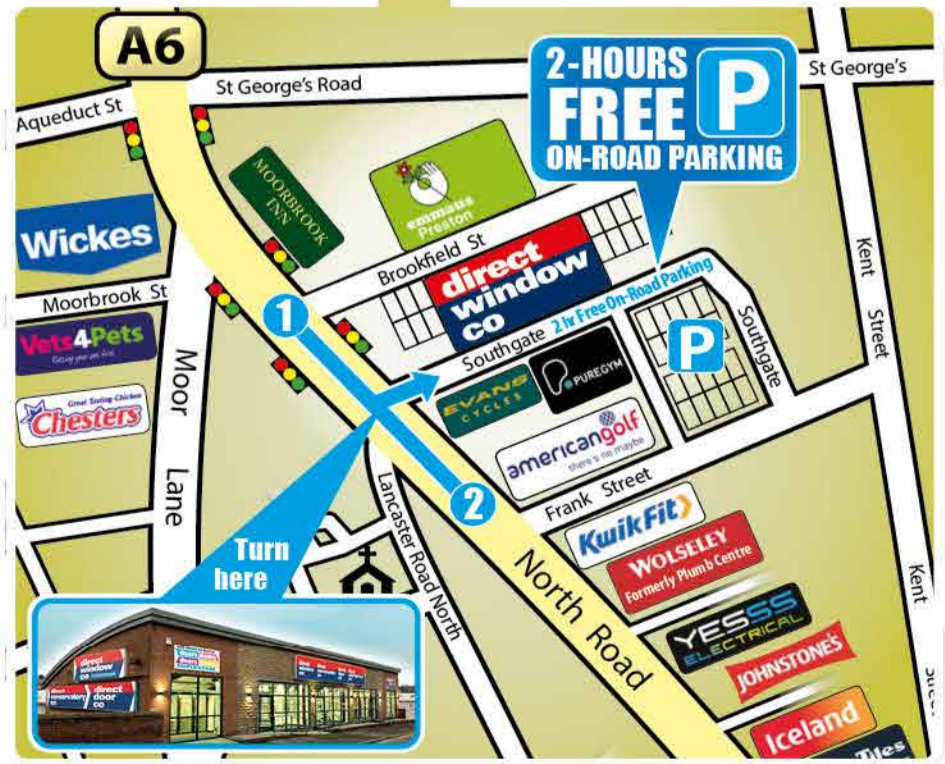 A6
Aqueduct St
St George's Road
St George's
2-HOURS
FREE
ON-ROAD PARKING
P
MOORBROOK
INN
emmaus
Preston
Wickes
Brookfield St
direct
window
co
Moorbrook St
Kent
Street
Vets4Pets
1
Southgate
2 hr Free On-Road Parking
P
Southgate
Moor
Lane
Great Tasting Chicken
Chesters
EVANS
CYCLES
PUREGYM
americangolf
there's no maybe
Lancaster Road North
2
Frank Street
KwikFit
WOLSELEY
Formerly Plumb Centre
Turn
here
North Road
Kent
YESSS
ELECTRICAL
JOHNSTONE'S
Iceland
Tiles
direct
window
co
direct
door
co